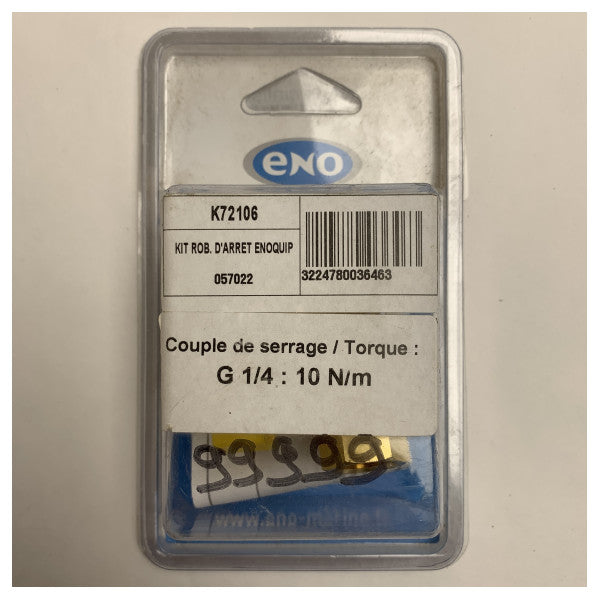 eno
K72106
KIT ROB. D'ARRET ENOQUIP
057022
3224780036463
Couple de serrage / Torque :
G 1/4 : 10 N/m
99999